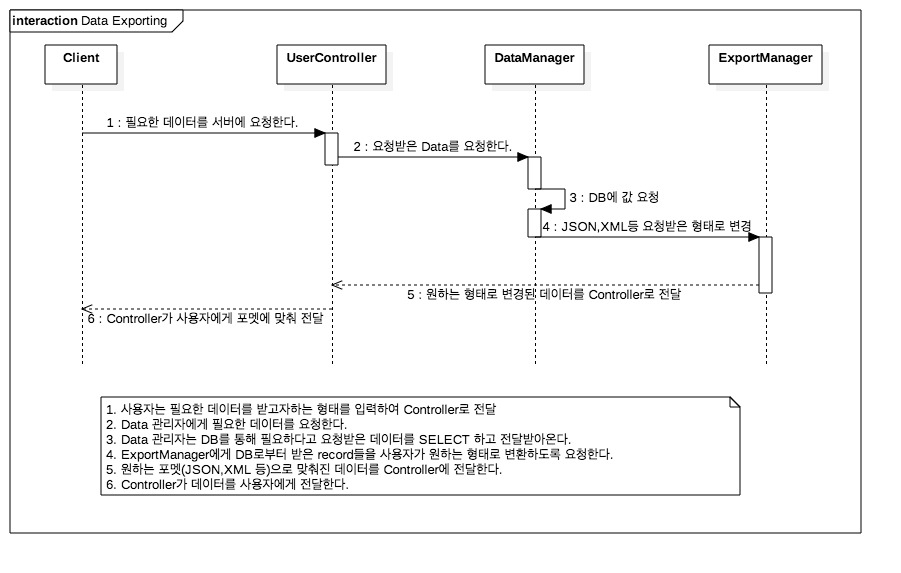 interaction Data Exporting
Client
UserController
DataManager
ExportManager
1 : 필요한 데이터를 서버에 요청한다.
2 : 요청받은 Data를 요청한다.
3 : DB에 값 요청
4 : JSON,XML등 요청받은 형태로 변경
5 : 원하는 형태로 변경된 데이터를 Controller로 전달
6 : Controller가 사용자에게 포멧에 맞춰 전달
1. 사용자는 필요한 데이터를 받고자하는 형태를 입력하여 Controller로 전달
2. Data 관리자에게 필요한 데이터를 요청한다.
3. Data 관리자는 DB를 통해 필요하다고 요청받은 데이터를 SELECT 하고 전달받아온다.
4. ExportManager에게 DB로부터 받은 record들을 사용자가 원하는 형태로 변환하도록 요청한다.
5. 원하는 포멧(JSON,XML 등)으로 맞춰진 데이터를 Controller에 전달한다.
6. Controller가 데이터를 사용자에게 전달한다.